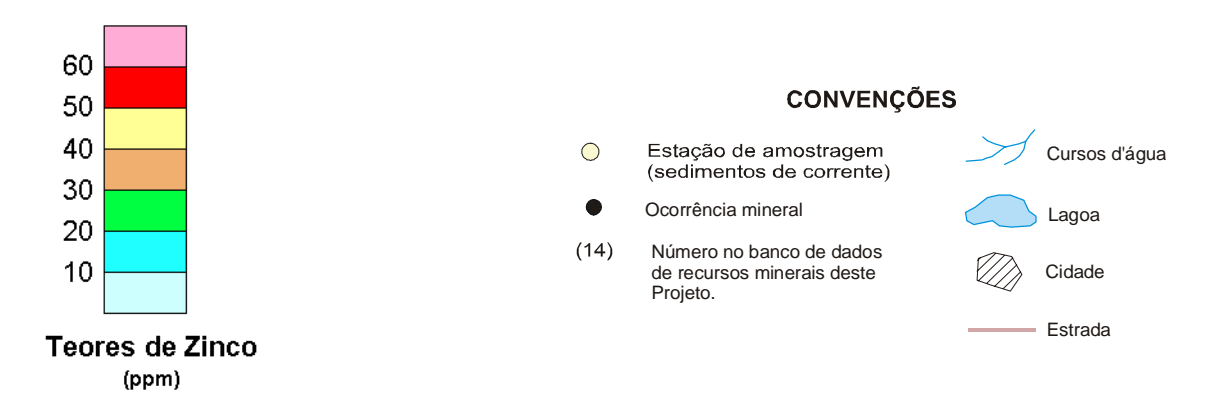 60
50
40
30
20
10
Teores de Zinco
(ppm)
CONVENÇÕES
Estação de amostragem
(sedimentos de corrente)
Ocorrência mineral
(14)
Número no banco de dados
de recursos minerais deste
Projeto.
Cursos d'água
Lagoa
Cidade
Estrada